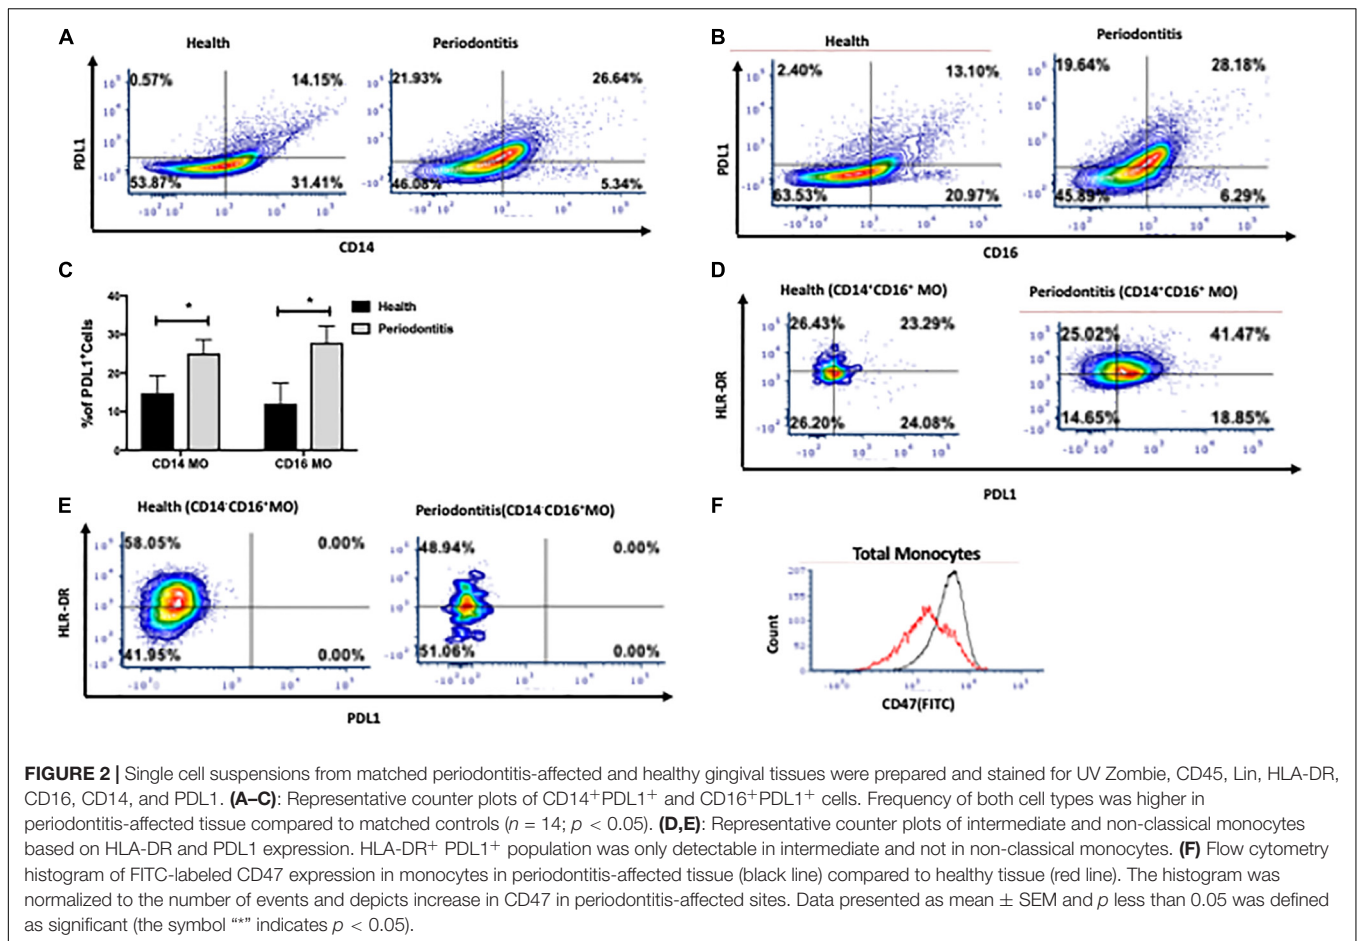 A
Health
Periodontitis
0.57%
14.15%
53.87%
31.41%
21.93%
26.64%
46.08%
5.34%
PDL1
CD14
B
Health
Periodontitis
2.40%
13.10%
63.53%
20.97%
19.64%
28.18%
45.89%
6.29%
PDL1
CD16
C
%of PDL1+Cells
40
30
20
10
0
*
*
CD14 MO
CD16 MO
Health
Periodontitis
D
Health (CD14+CD16+ MO)
Periodontitis (CD14+CD16+ MO)
26.43%
23.29%
26.20%
24.08%
25.02%
41.47%
14.65%
18.85%
HLR-DR
PDL1
E
Health (CD14-CD16+MO)
Periodontitis(CD14-CD16+MO)
58.05%
0.00%
41.95%
0.00%
48.94%
0.00%
51.06%
0.00%
HLR-DR
PDL1
F
Total Monocytes
Count
CD47(FITC)
FIGURE 2 | Single cell suspensions from matched periodontitis-affected and healthy gingival tissues were prepared and stained for UV Zombie, CD45, Lin, HLA-DR,
CD16, CD14, and PDL1. (A–C): Representative counter plots of CD14+PDL1+ and CD16+PDL1+ cells. Frequency of both cell types was higher in
periodontitis-affected tissue compared to matched controls (n = 14; p < 0.05). (D,E): Representative counter plots of intermediate and non-classical monocytes
based on HLA-DR and PDL1 expression. HLA-DR+ PDL1+ population was only detectable in intermediate and not in non-classical monocytes. (F) Flow cytometry
histogram of FITC-labeled CD47 expression in monocytes in periodontitis-affected tissue (black line) compared to healthy tissue (red line). The histogram was
normalized to the number of events and depicts increase in CD47 in periodontitis-affected sites. Data presented as mean ± SEM and p less than 0.05 was defined
as significant (the symbol “*” indicates p < 0.05).